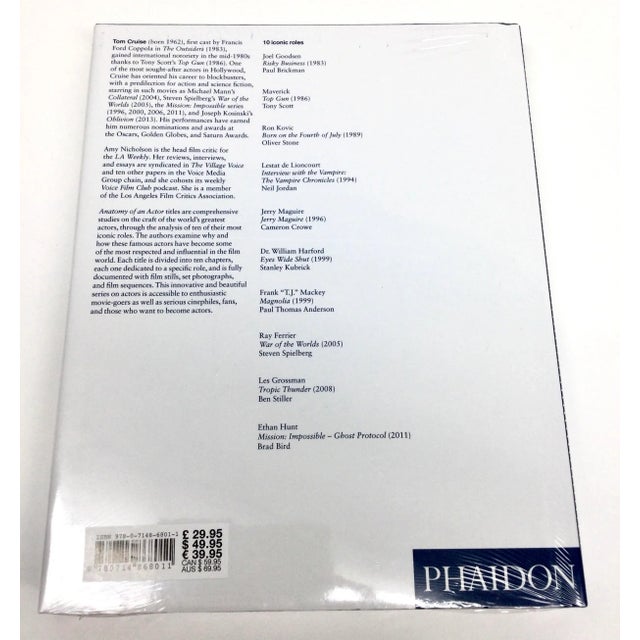 Tom Cruise (born 1962), first cast by Francis
Ford Coppola in The Outsiders (1983),
gained international notoriety in the mid-1980s
thanks to Tony Scott's Top Gun (1986). One
of the most sought-after actors in Hollywood,
Cruise has oriented his career to blockbusters,
with a predilection for action and science fiction,
starring in such movies as Michael Mann's
Collateral (2004), Steven Spielberg's War of the
Worlds (2005), the Mission: Impossible series
(1996, 2000, 2006, 2011), and Joseph Kosinski's
Oblivion (2013). His performances have earned
him numerous nominations and awards at
the Oscars, Golden Globes, and Saturn Awards.
Amy Nicholson is the head film critic for
the LA Weekly. Her reviews, interviews,
and essays are syndicated in The Village Voice
and ten other papers in the Voice Media
Group chain, and she cohosts its weekly
Voice Film Club podcast. She is a member
of the Los Angeles Film Critics Association.
Anatomy of an Actor titles are comprehensive
studies on the craft of the world's greatest
actors, through the analysis of ten of their most
iconic roles. The authors examine why and
how these famous actors have become some
of the most respected and influential in the film
world. Each title is divided into ten chapters,
each one dedicated to a specific role, and is fully
documented with film stills, set photographs,
and film sequences. This innovative and beautiful
series on actors is accessible to enthusiastic
movie-goers as well as serious cinephiles, fans,
and those who want to become actors.
10 iconic roles
Joel Goodsen
Risky Business (1983)
Paul Brickman
Maverick
Top Gun (1986)
Tony Scott
Ron Kovic
Born on the Fourth of July (1989)
Oliver Stone
Lestat de Lioncourt
Interview with the Vampire:
The Vampire Chronicles (1994)
Neil Jordan
Jerry Maguire
Jerry Maguire (1996)
Cameron Crowe
Dr. William Harford
Eyes Wide Shut (1999)
Stanley Kubrick
Frank "T.J." Mackey
Magnolia (1999)
Paul Thomas Anderson
Ray Ferrier
War of the Worlds (2005)
Steven Spielberg
Les Grossman
Tropic Thunder (2008)
Ben Stiller
Ethan Hunt
Mission: Impossible – Ghost Protocol (2011)
Brad Bird
ISBN 978-0-7148-6801-1
9 780714 868011
£ 29.95
$ 49.95
€ 39.95
CAN $ 59.95
AUS $ 69.95
PHAIDON